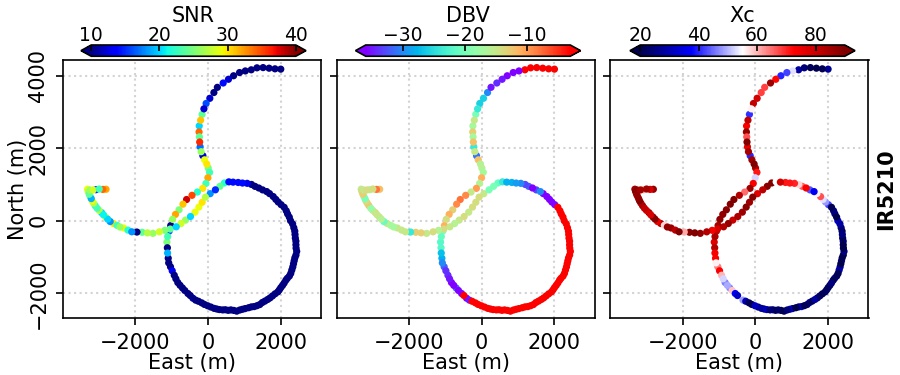 SNR DBV Xc
10 20 30 40 −30 −20 −10 20 40 60 80
4000
2000
0
−2000
North (m)
IR5210
−2000 0 2000 −2000 0 2000 −2000 0 2000
East (m) East (m) East (m)